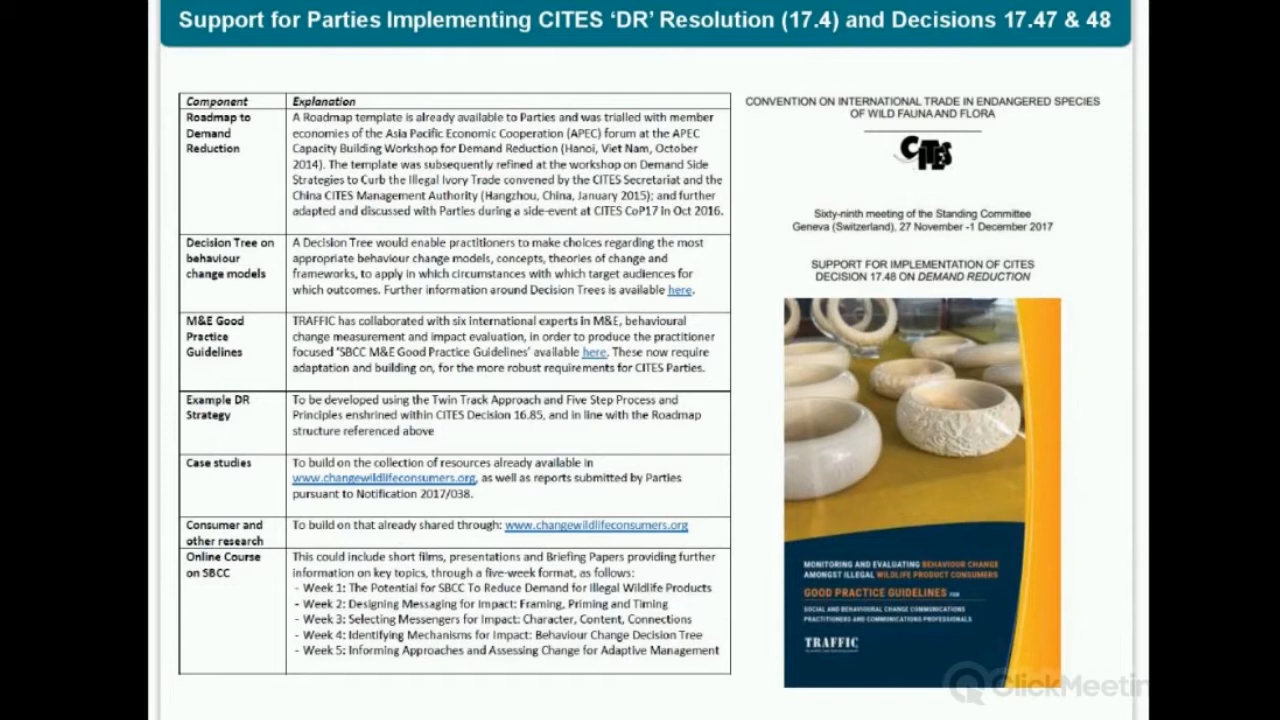 Support for Parties Implementing CITES ‘DR’ Resolution (17.4) and Decisions 17.47 & 48
Component
Explanation
Roadmap to
Demand
Reduction
A Roadmap template is already available to Parties and was trialled with member
economies of the Asia Pacific Economic Cooperation (APEC) forum at the APEC
Capacity Building Workshop for Demand Reduction (Hanoi, Viet Nam, October
2014). The template was subsequently refined at the workshop on Demand Side
Strategies to Curb the Illegal Ivory Trade convened by the CITES Secretariat and the
China CITES Management Authority (Hangzhou, China, January 2015); and further
adapted and discussed with Parties during a side-event at CITES CoP17 in Oct 2016.
Decision Tree on
behaviour
change models
A Decision Tree would enable practitioners to make choices regarding the most
appropriate behaviour change models, concepts, theories of change and
frameworks, to apply in which circumstances with which target audiences for
which outcomes. Further information around Decision Trees is available here.
M&E Good
Practice
Guidelines
TRAFFIC has collaborated with six international experts in M&E, behavioural
change measurement and impact evaluation, in order to produce the practitioner
focused ‘SBCC M&E Good Practice Guidelines’ available here. These now require
adaptation and building on, for the more robust requirements for CITES Parties.
Example DR
Strategy
To be developed using the Twin Track Approach and Five Step Process and
Principles enshrined within CITES Decision 16.85, and in line with the Roadmap
structure referenced above
Case studies
To build on the collection of resources already available in
www.changewildlifeconsumers.org, as well as reports submitted by Parties
pursuant to Notification 2017/038.
Consumer and
other research
To build on that already shared through: www.changewildlifeconsumers.org
Online Course
on SBCC
This could include short films, presentations and Briefing Papers providing further
information on key topics, through a five-week format, as follows:
- Week 1: The Potential for SBCC To Reduce Demand for Illegal Wildlife Products
- Week 2: Designing Messaging for Impact: Framing, Priming and Timing
- Week 3: Selecting Messengers for Impact: Character, Content, Connections
- Week 4: Identifying Mechanisms for Impact: Behaviour Change Decision Tree
- Week 5: Informing Approaches and Assessing Change for Adaptive Management
CONVENTION ON INTERNATIONAL TRADE IN ENDANGERED SPECIES
OF WILD FAUNA AND FLORA
CITES
Sixty-ninth meeting of the Standing Committee
Geneva (Switzerland), 27 November -1 December 2017
SUPPORT FOR IMPLEMENTATION OF CITES
DECISION 17.48 ON DEMAND REDUCTION
MONITORING AND EVALUATING BEHAVIOUR CHANGE
AMONGST ILLEGAL WILDLIFE PRODUCT CONSUMERS
GOOD PRACTICE GUIDELINES FOR
SOCIAL AND BEHAVIOURAL CHANGE COMMUNICATIONS
PRACTITIONERS AND COMMUNICATIONS PROFESSIONALS
TRAFFIC
ClickMeetin